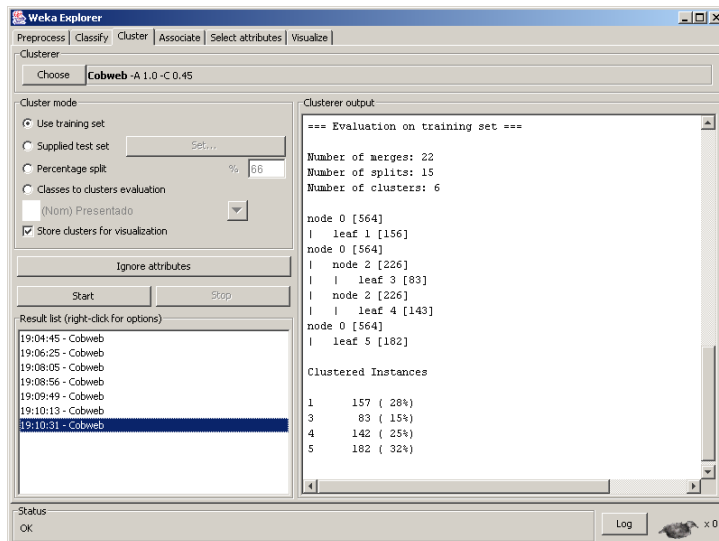 Weka Explorer
Preprocess Classify Cluster Associate Select attributes Visualize
Clusterer
Choose Cobweb -A 1.0 -C 0.45
Cluster mode
Use training set
Supplied test set Set...
Percentage split % 66
Classes to clusters evaluation
(Nom) Presentado
Store clusters for visualization
Ignore attributes
Start Stop
Result list (right-click for options)
19:04:45 - Cobweb
19:06:25 - Cobweb
19:08:05 - Cobweb
19:08:56 - Cobweb
19:09:49 - Cobweb
19:10:13 - Cobweb
19:10:31 - Cobweb
Clusterer output
=== Evaluation on training set ===
Number of merges: 22
Number of splits: 15
Number of clusters: 6
node 0 [564]
| leaf 1 [156]
node 0 [564]
| node 2 [226]
| | leaf 3 [83]
| node 2 [226]
| | leaf 4 [143]
node 0 [564]
| leaf 5 [182]
Clustered Instances
1 157 ( 28%)
3 83 ( 15%)
4 142 ( 25%)
5 182 ( 32%)
Status
OK
Log
x 0